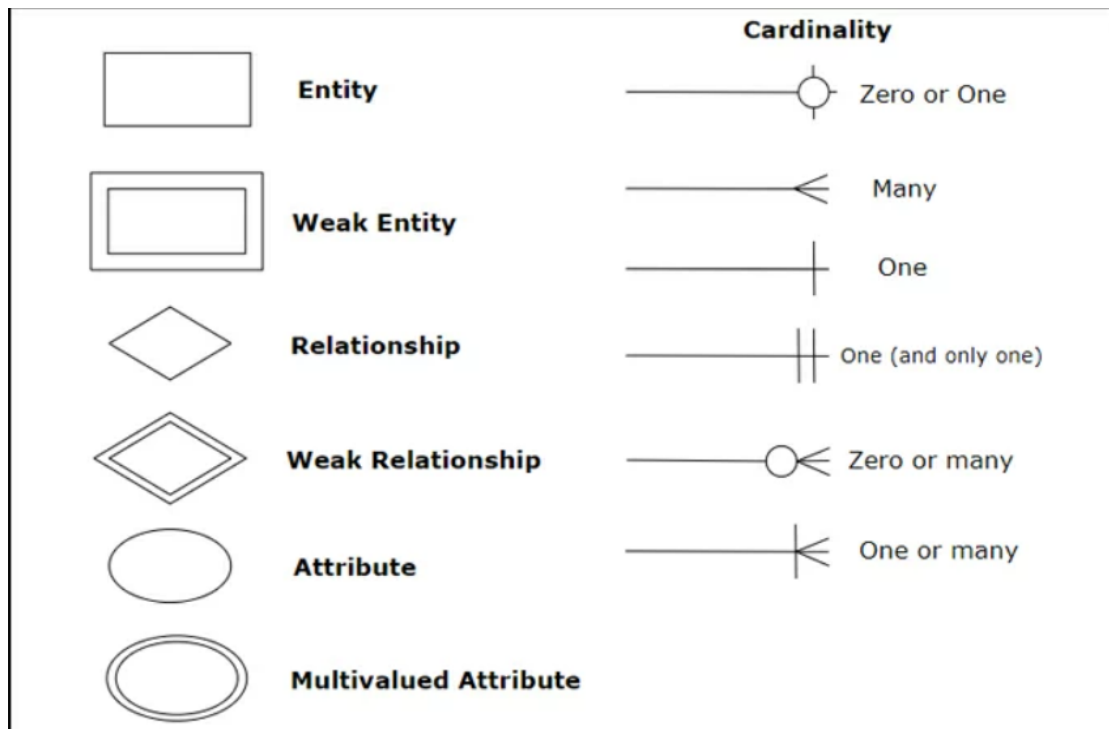 Cardinality
Entity
Zero or One
Many
Weak Entity
One
Relationship
One (and only one)
Weak Relationship
Zero or many
One or many
Attribute
Multivalued Attribute